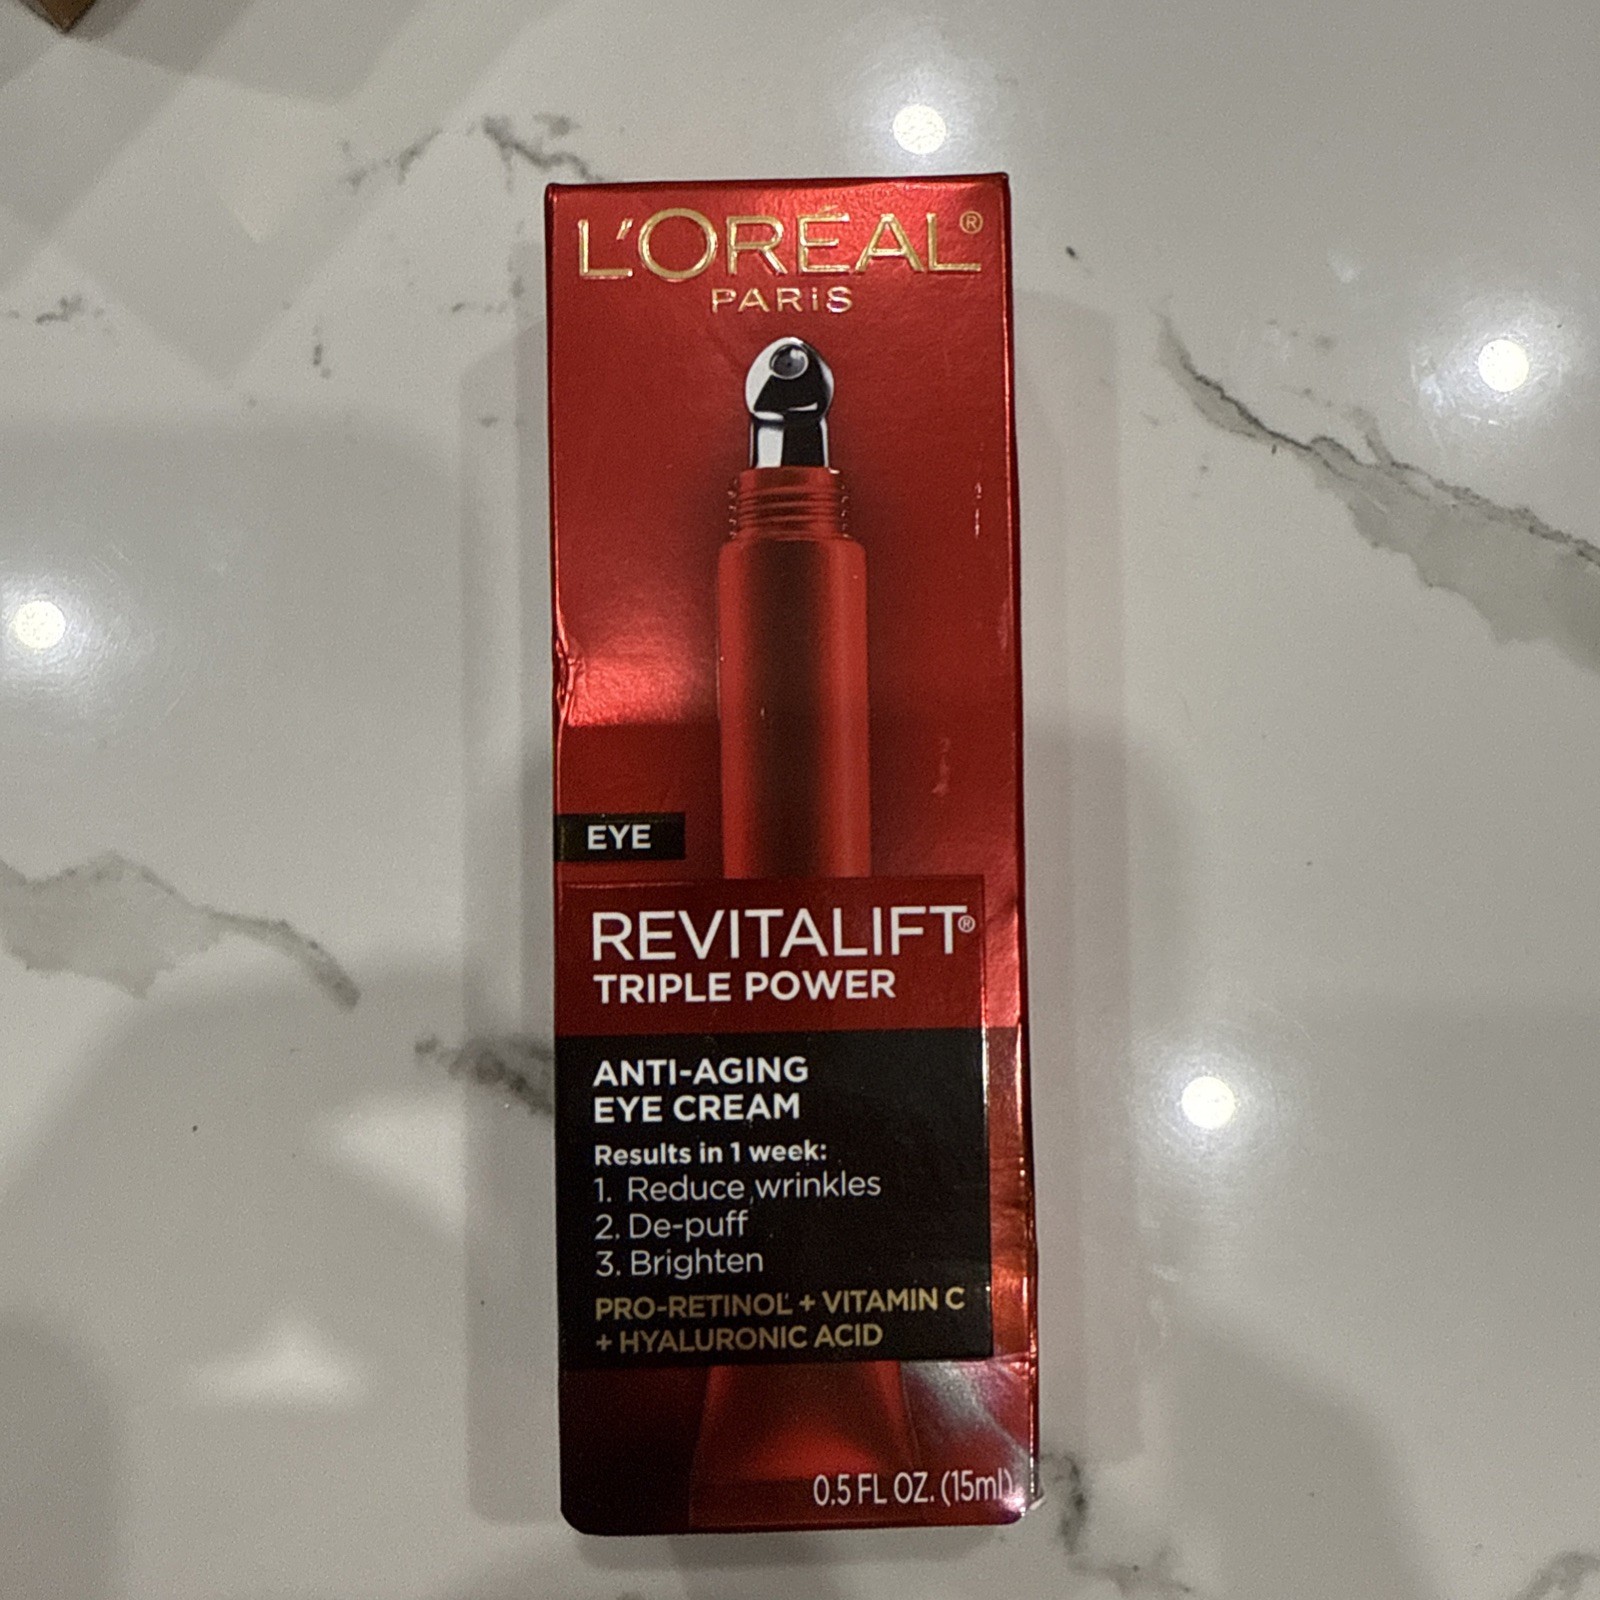 L'ORÉAL®
PARIS
EYE
REVITALIFT®
TRIPLE POWER
ANTI-AGING
EYE CREAM
Results in 1 week:
1. Reduce wrinkles
2. De-puff
3. Brighten
PRO-RETINOL + VITAMIN C
+ HYALURONIC ACID
0.5 FL OZ. (15ml)